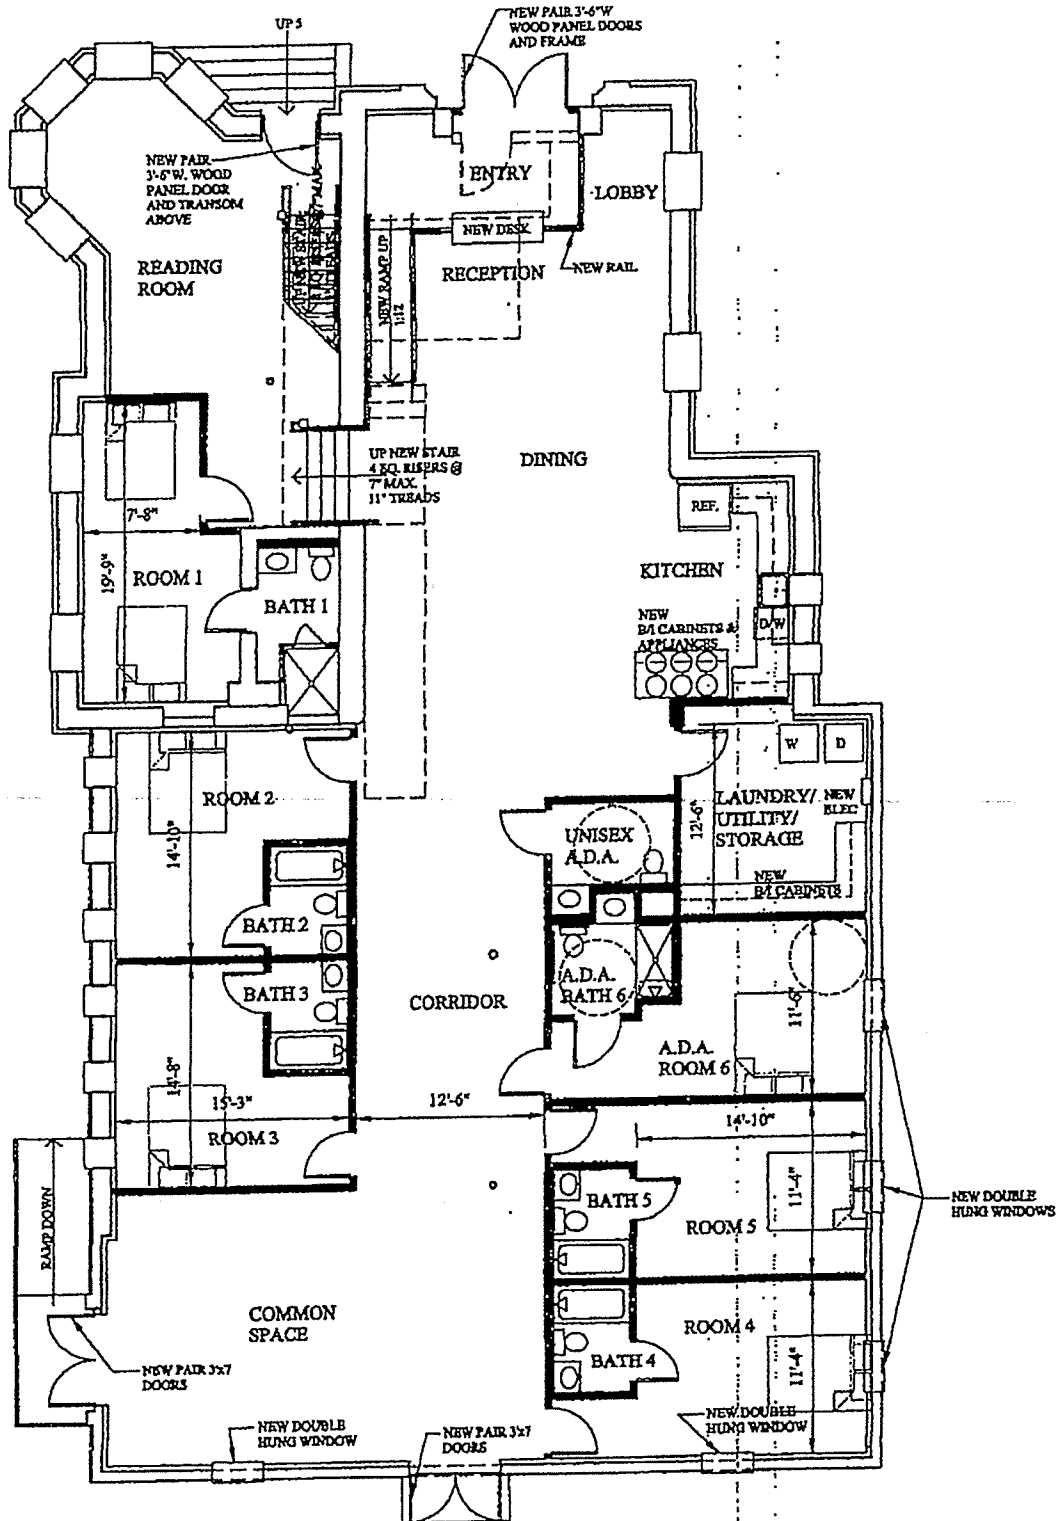 UP 5
NEW PAIR 3'-6"W
WOOD PANEL DOORS
AND FRAME
NEW PAIR
3'-6"W. WOOD
PANEL DOOR
AND TRANSOM
ABOVE
ENTRY
LOBBY
NEW DESK
RECEPTION
NEW RAIL
READING
ROOM
NEW RAMP UP
1:12
UP NEW STAIR
4 EQ. RISERS @
7" MAX.
11" TREADS
DINING
REF.
KITCHEN
NEW
B/I CABINETS &
APPLIANCES
D/W
7'-8"
19'-9"
ROOM 1
BATH 1
W
D
ROOM 2
14'-10"
LAUNDRY/
UTILITY/
STORAGE
NEW
ELEC
12'-6"
UNISEX
A.D.A.
NEW
B/I CABINETS
BATH 2
BATH 3
CORRIDOR
A.D.A.
BATH 6
11'-6"
A.D.A.
ROOM 6
14'-8"
15'-3"
12'-6"
ROOM 3
14'-10"
BATH 5
ROOM 5
11'-4"
NEW DOUBLE
HUNG WINDOWS
RAMP DOWN
COMMON
SPACE
ROOM 4
BATH 4
11'-4"
NEW PAIR 3'x7'
DOORS
NEW DOUBLE
HUNG WINDOW
NEW PAIR 3'x7'
DOORS
NEW DOUBLE
HUNG WINDOW